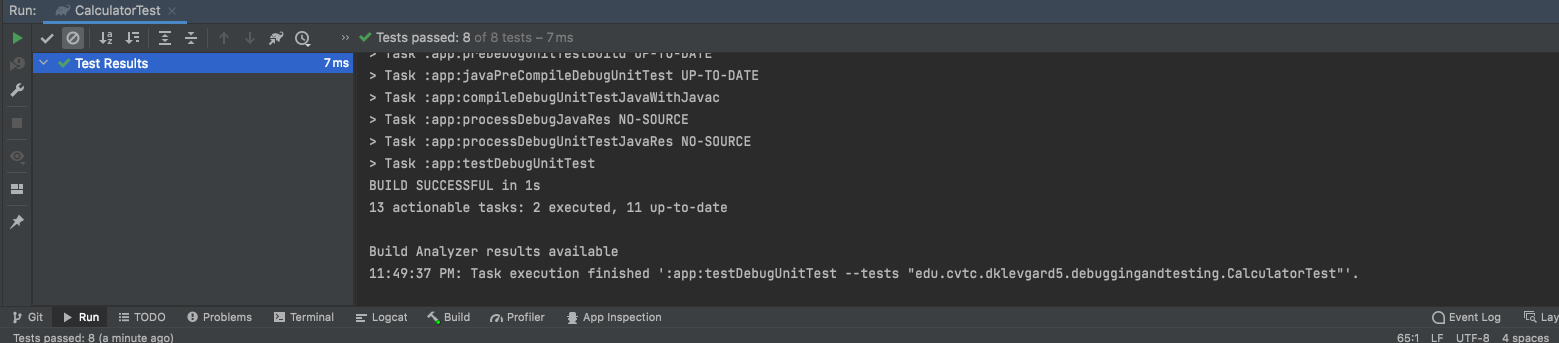 Run: CalculatorTest
Tests passed: 8 of 8 tests – 7 ms
Test Results 7 ms
> Task :app:preDebugUnitTestBuild UP-TO-DATE
> Task :app:javaPreCompileDebugUnitTest UP-TO-DATE
> Task :app:compileDebugUnitTestJavaWithJavac
> Task :app:processDebugJavaRes NO-SOURCE
> Task :app:processDebugUnitTestJavaRes NO-SOURCE
> Task :app:testDebugUnitTest
BUILD SUCCESSFUL in 1s
13 actionable tasks: 2 executed, 11 up-to-date
Build Analyzer results available
11:49:37 PM: Task execution finished ':app:testDebugUnitTest --tests "edu.cvtc.dklevgard5.debuggingandtesting.CalculatorTest"'.
Git Run TODO Problems Terminal Logcat Build Profiler App Inspection Event Log Lay
Tests passed: 8 (a minute ago) 65:1 LF UTF-8 4 spaces